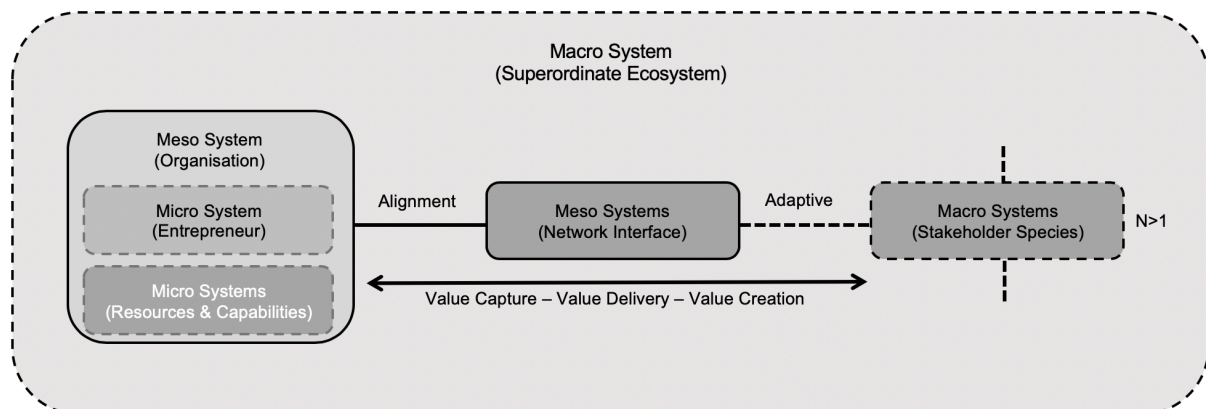 Macro System
(Superordinate Ecosystem)
Meso System
(Organisation)
Micro System
(Entrepreneur)
Micro Systems
(Resources & Capabilities)
Alignment
Meso Systems
(Network Interface)
Adaptive
Macro Systems
(Stakeholder Species)
N>1
Value Capture – Value Delivery – Value Creation